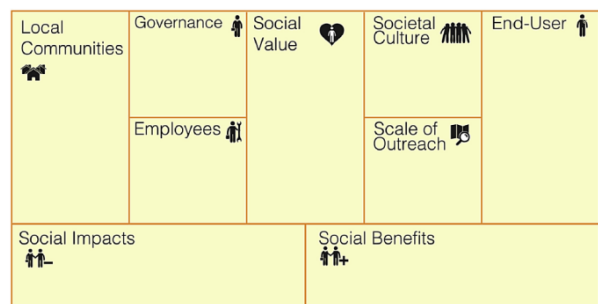 Local
Communities
Governance
Employees
Social
Value
Societal
Culture
Scale of
Outreach
End-User
Social Impacts
Social Benefits